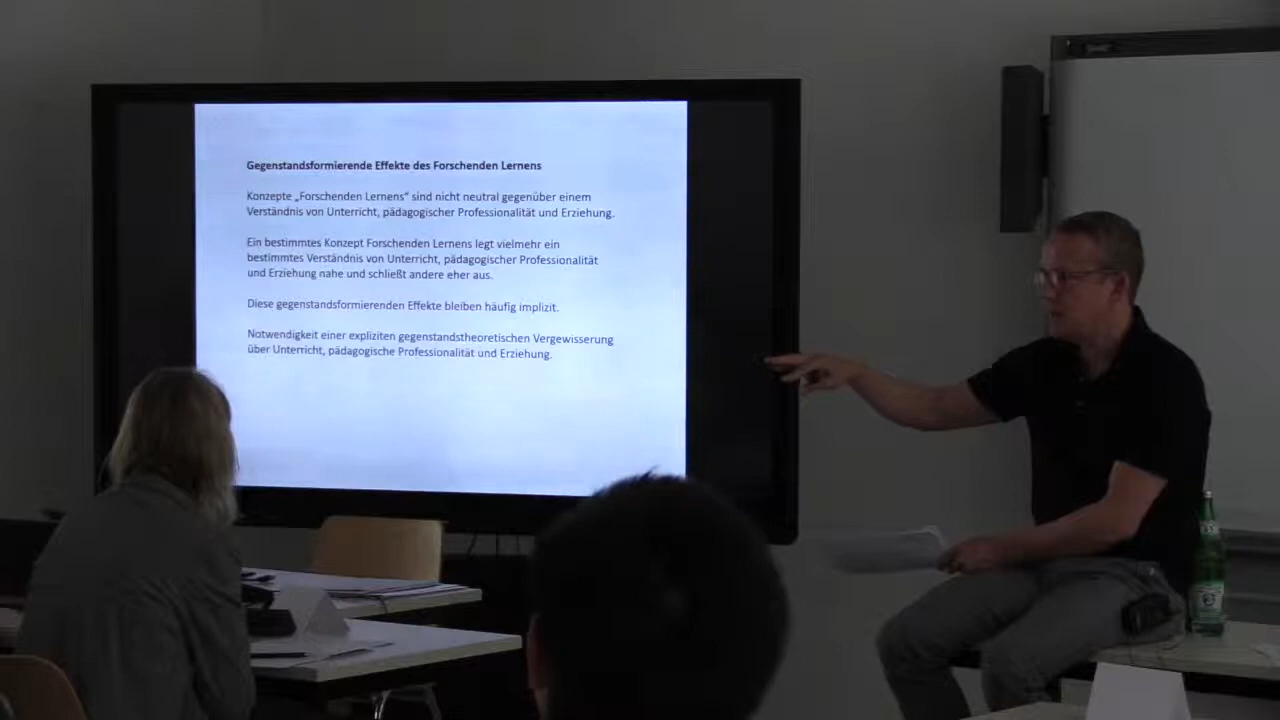 Gegenstandsformierende Effekte des Forschenden Lernens
Konzepte „Forschenden Lernens“ sind nicht neutral gegenüber einem
Verständnis von Unterricht, pädagogischer Professionalität und Erziehung.
Ein bestimmtes Konzept Forschenden Lernens legt vielmehr ein
bestimmtes Verständnis von Unterricht, pädagogischer Professionalität
und Erziehung nahe und schließt andere eher aus.
Diese gegenstandsformierenden Effekte bleiben häufig implizit.
Notwendigkeit einer expliziten gegenstandstheoretischen Vergewisserung
über Unterricht, pädagogische Professionalität und Erziehung.